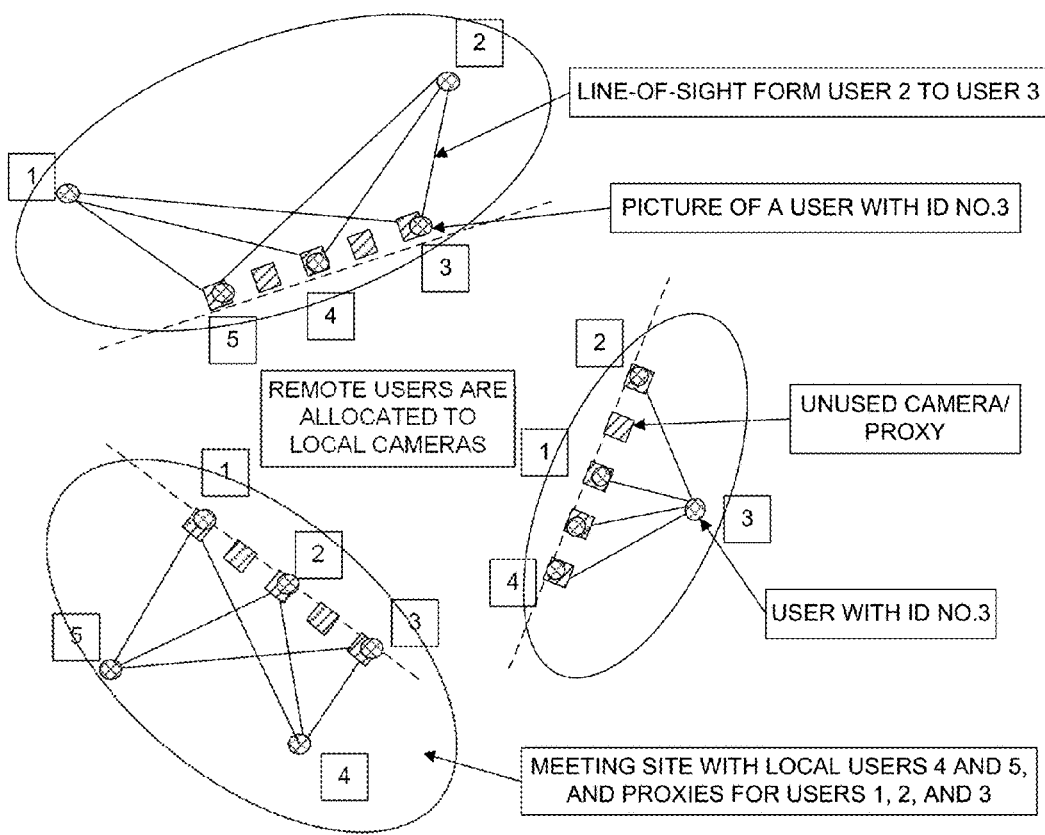 2
LINE-OF-SIGHT FORM USER 2 TO USER 3
1
PICTURE OF A USER WITH ID NO.3
3
4
5
2
REMOTE USERS ARE
ALLOCATED TO
LOCAL CAMERAS
UNUSED CAMERA/
PROXY
1
1
3
2
4
USER WITH ID NO.3
5
3
4
MEETING SITE WITH LOCAL USERS 4 AND 5,
AND PROXIES FOR USERS 1, 2, AND 3